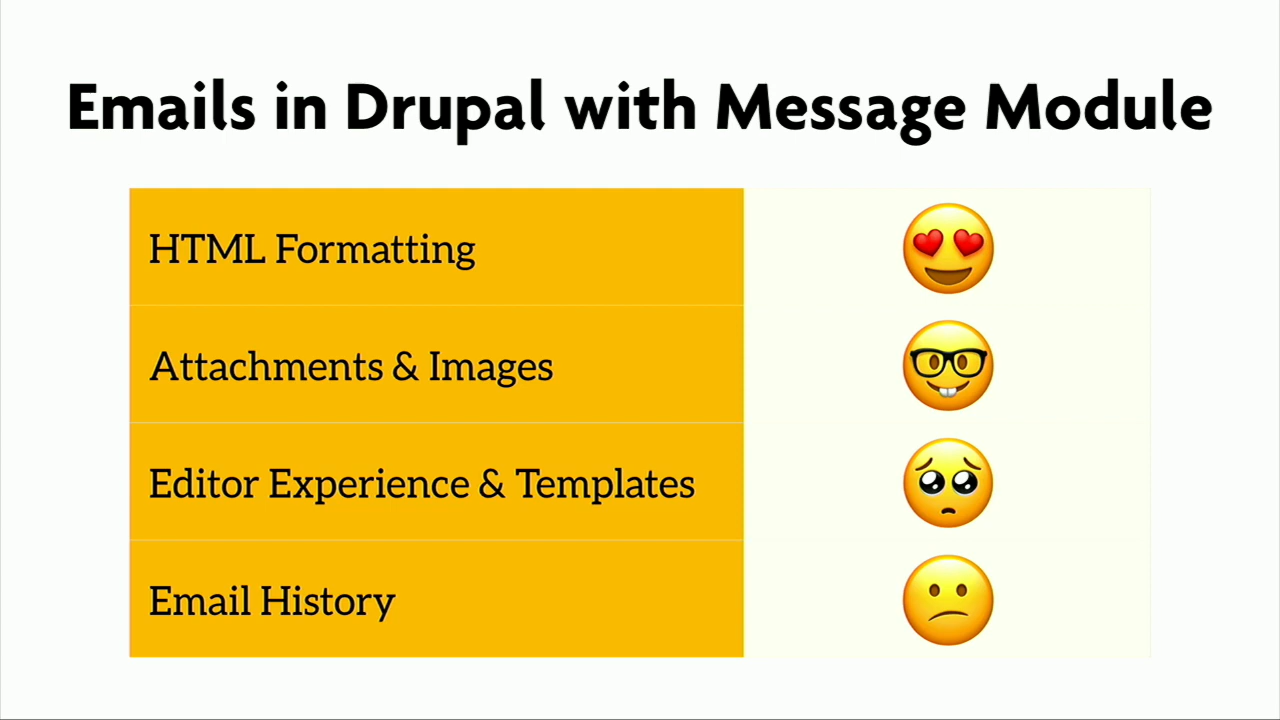 Emails in Drupal with Message Module
HTML Formatting
Attachments & Images
Editor Experience & Templates
Email History